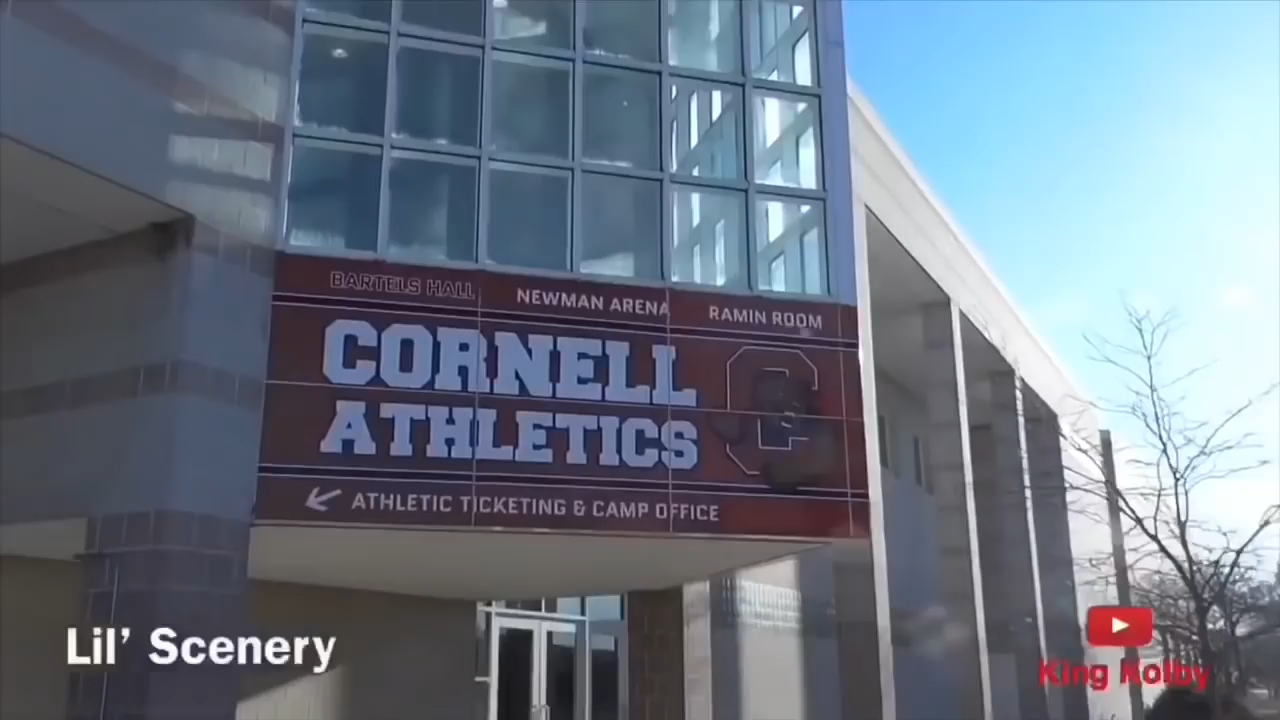 BARTELS HALL NEWMAN ARENA RAMIN ROOM
CORNELL
ATHLETICS
C
ATHLETIC TICKETING & CAMP OFFICE
Lil’ Scenery
King Kolby